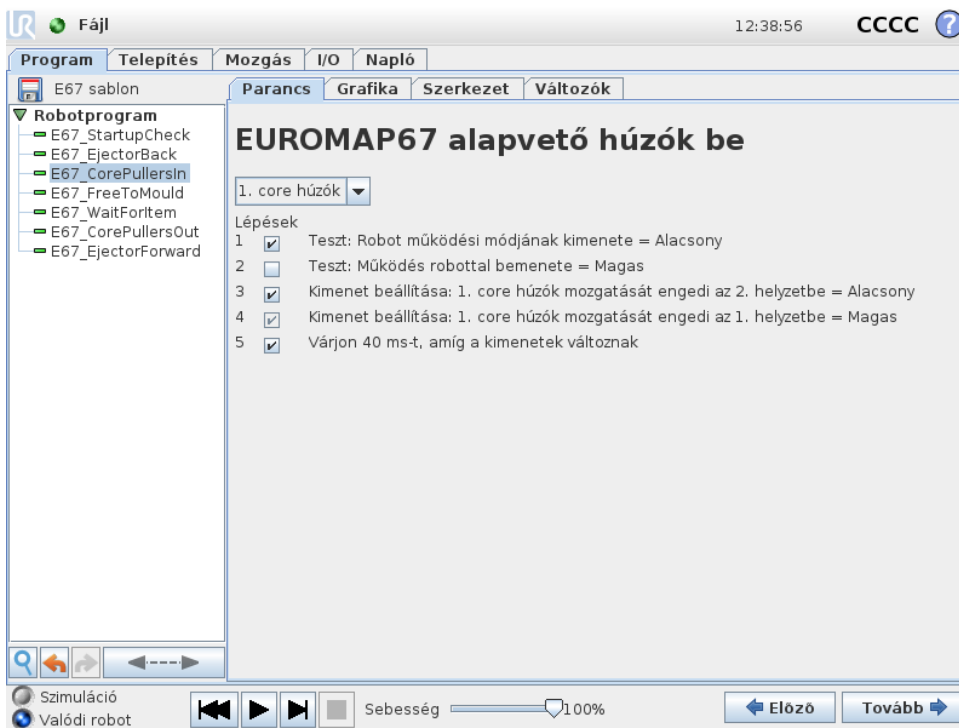 Fájl 12:38:56 CCCC ?
Program Telepítés Mozgás I/O Napló
E67 sablon Parancs Grafika Szerkezet Változók
Robotprogram
E67_StartupCheck
E67_EjectorBack
E67_CorePullersIn
E67_FreeToMould
E67_WaitForItem
E67_CorePullersOut
E67_EjectorForward
EUROMAP67 alapvető húzók be
1. core húzók
Lépések
1 Teszt: Robot működési módjának kimenete = Alacsony
2 Teszt: Működés robottal bemenete = Magas
3 Kimenet beállítása: 1. core húzók mozgatását engedi az 2. helyzetbe = Alacsony
4 Kimenet beállítása: 1. core húzók mozgatását engedi az 1. helyzetbe = Magas
5 Várjon 40 ms-t, amíg a kimenetek változnak
Szimuláció
Valódi robot
Sebesség 100% Elözö Tovább